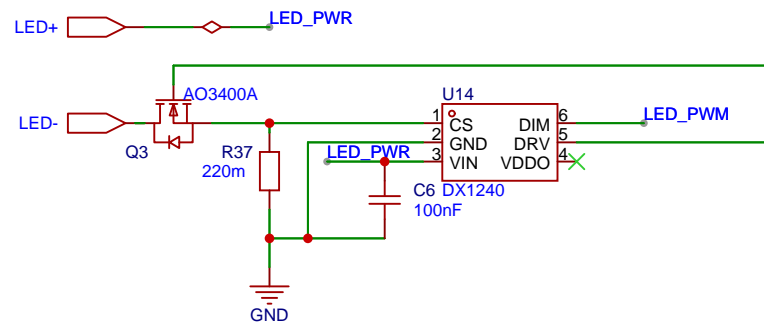 LED+
LED_PWR
AO3400A
LED-
Q3
R37
220m
U14
1
CS
2
GND
3
VIN
DIM
6
DRV
5
VDDO
4
LED_PWM
LED_PWR
C6
DX1240
100nF
GND